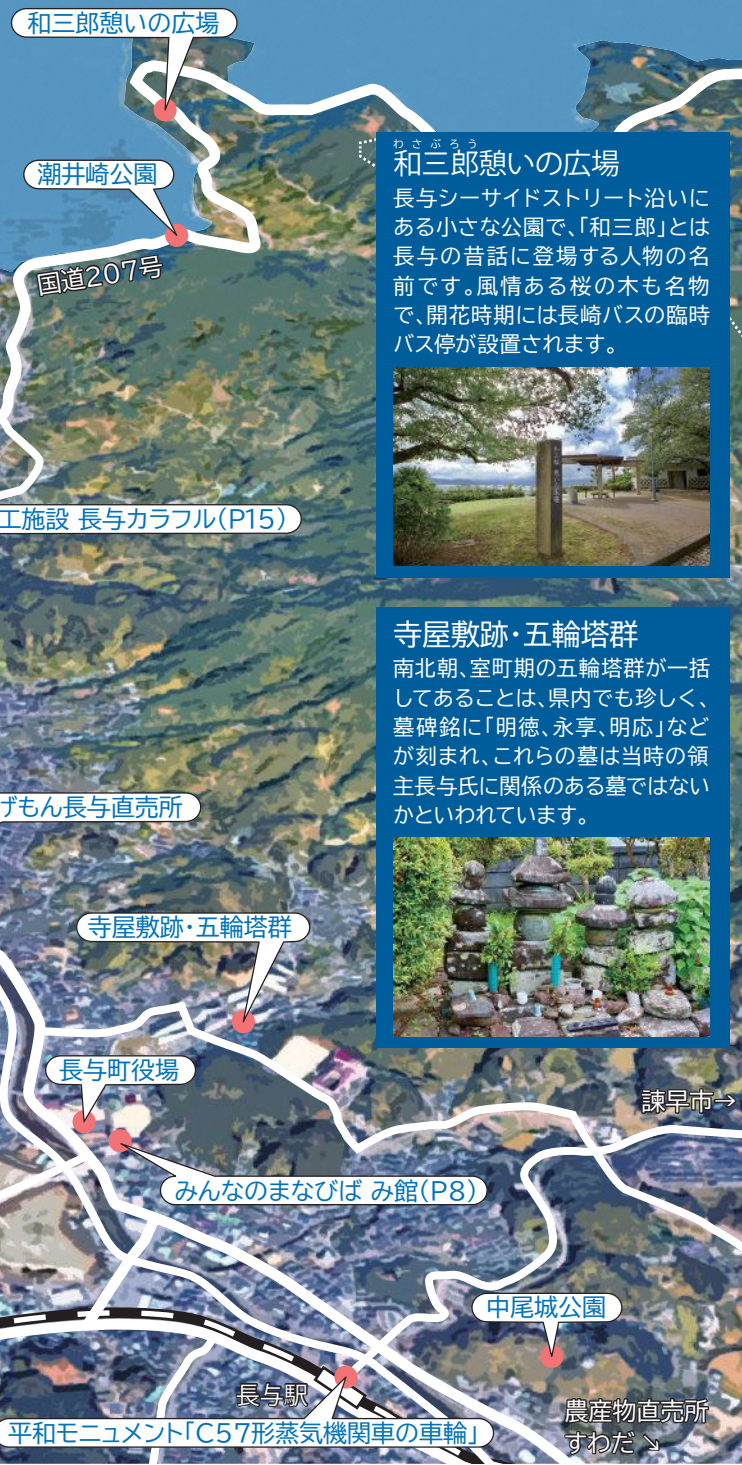 和三郎憩いの広場
潮井崎公園
国道207号
わさぶろう
和三郎憩いの広場
長与シーサイドストリート沿いに
ある小さな公園で、「和三郎」とは
長与の昔話に登場する人物の名
前です。風情ある桜の木も名物
で、開花時期には長崎バスの臨時
バス停が設置されます。
工施設 長与カラフル(P15)
寺屋敷跡・五輪塔群
南北朝、室町期の五輪塔群が一括
してあることは、県内でも珍しく、
墓碑銘に「明徳、永享、明応」など
が刻まれ、これらの墓は当時の領
主長与氏に関係のある墓ではない
かといわれています。
げもん長与直売所
寺屋敷跡・五輪塔群
長与町役場
諫早市→
みんなのまなびば み館(P8)
中尾城公園
長与駅
農産物直売所
すわだ↘
平和モニュメント「C57形蒸気機関車の車輪」